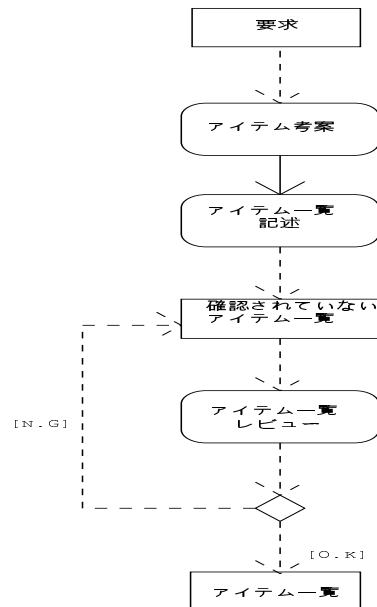 要求
アイテム考案
アイテム一覧
記述
確認されていない
アイテム一覧
アイテム一覧
レビュー
[N.G]
[O.K]
アイテム一覧